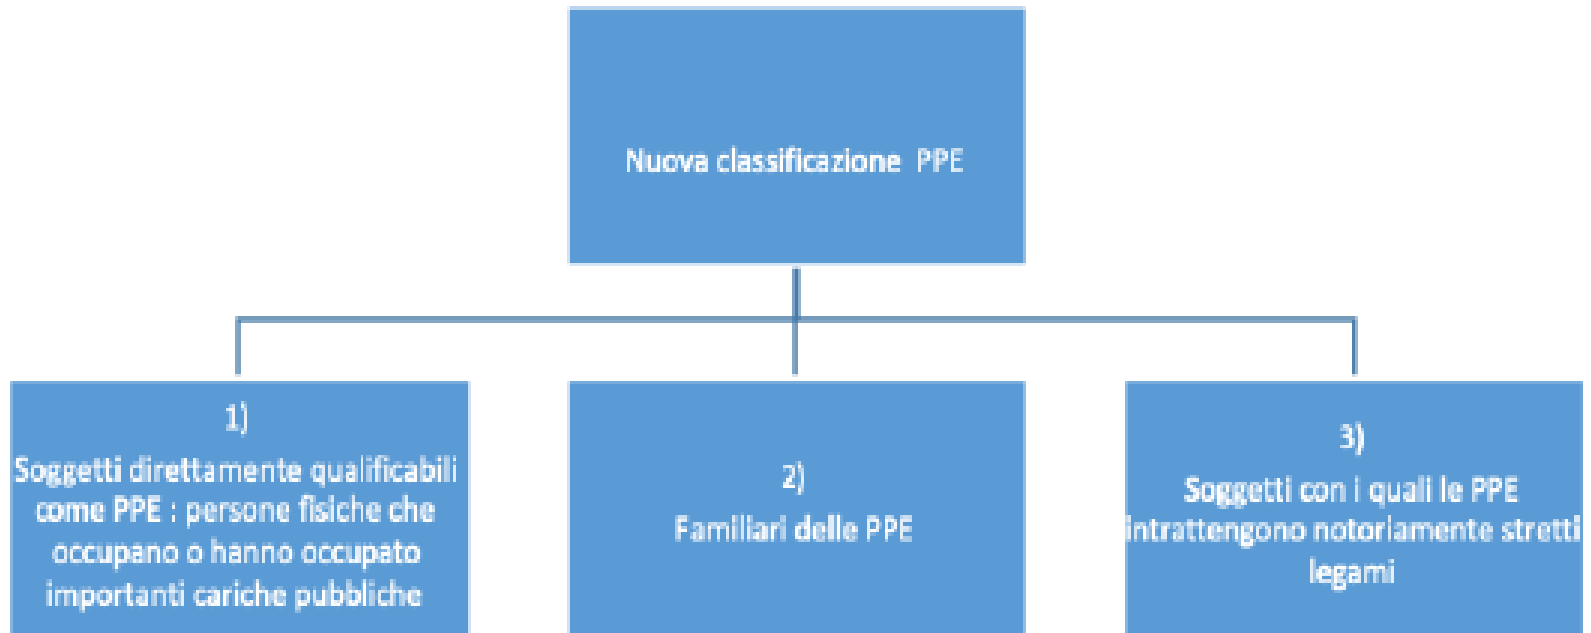 Nuova classificazione PPE
1)
Soggetti direttamente qualificabili
come PPE : persone fisiche che
occupano o hanno occupato
importanti cariche pubbliche
2)
Familiari delle PPE
3)
Soggetti con i quali le PPE
intrattengono notoriamente stretti
legami